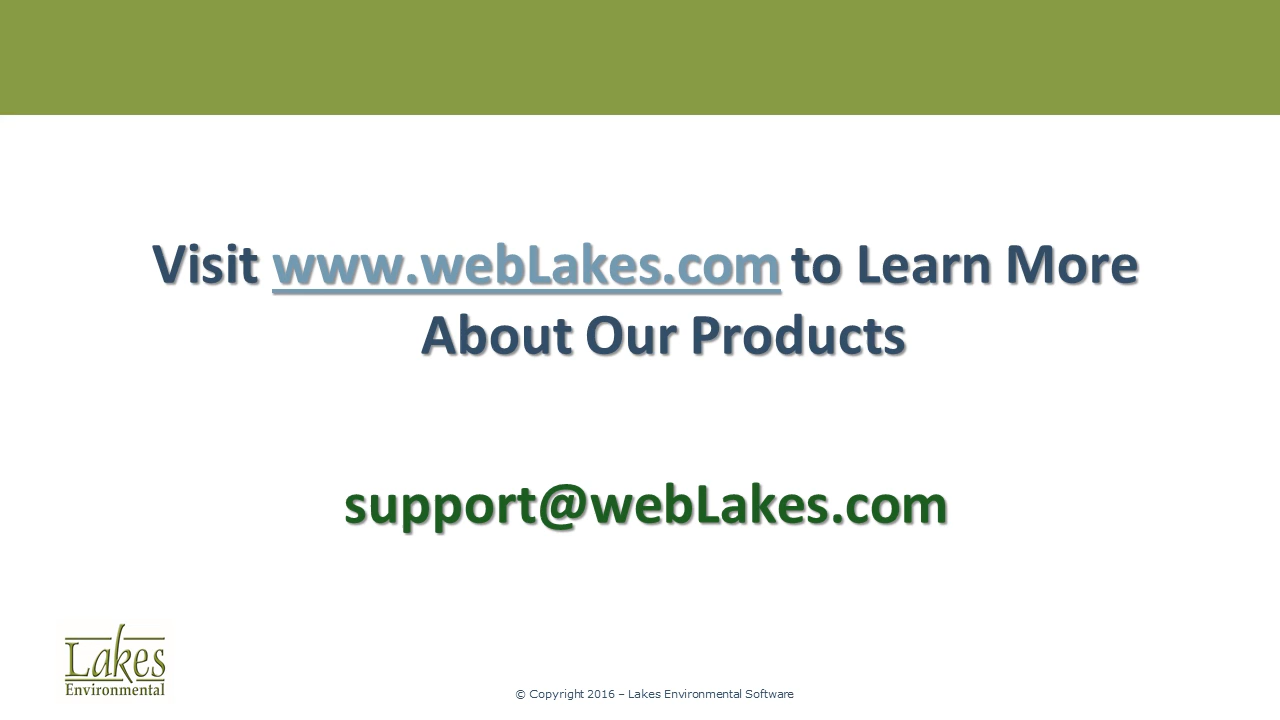 Visit www.webLakes.com to Learn More
About Our Products
support@webLakes.com
Lakes
Environmental
© Copyright 2016 – Lakes Environmental Software